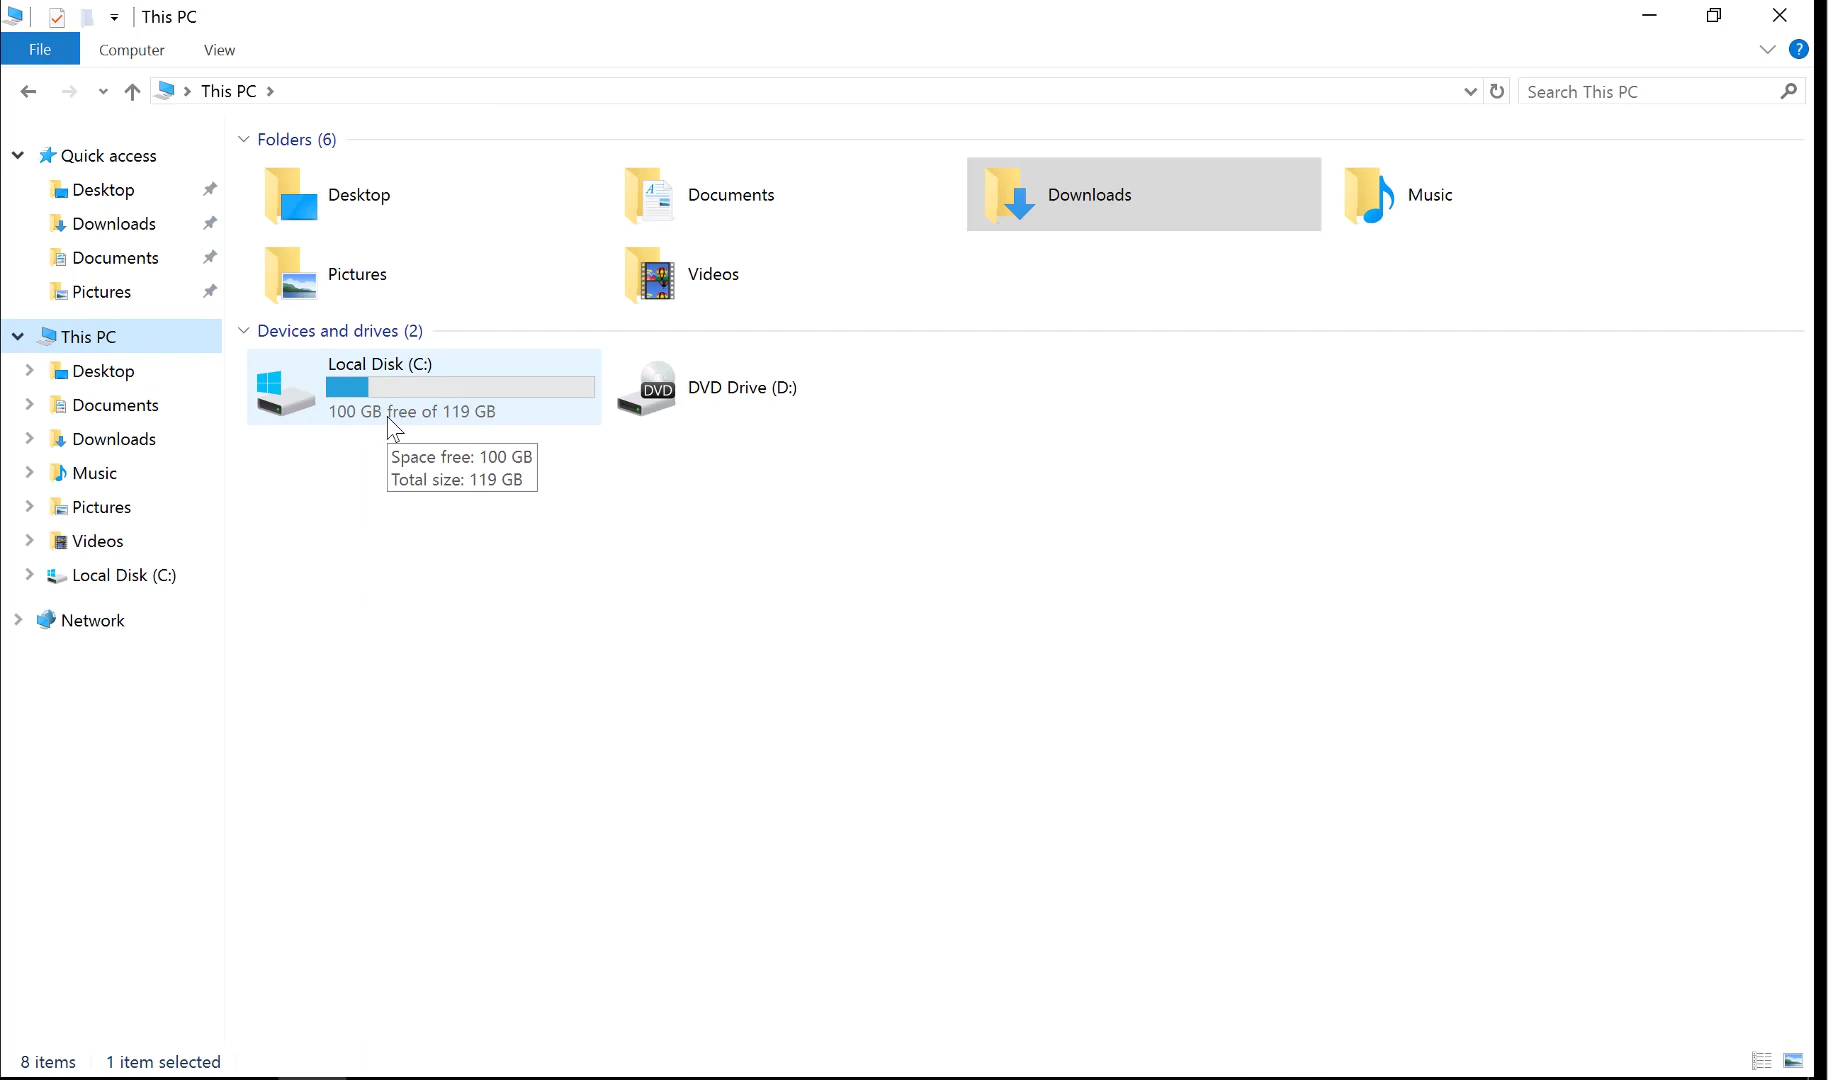 This PC
File Computer View ?
This PC
Search This PC
Quick access
Desktop
Downloads
Documents
Pictures
This PC
Desktop
Documents
Downloads
Music
Pictures
Videos
Local Disk (C:)
Network
Folders (6)
Desktop
A
Documents
Downloads
Music
Pictures
Videos
Devices and drives (2)
Local Disk (C:)
100 GB free of 119 GB
DVD
DVD Drive (D:)
Space free: 100 GB
Total size: 119 GB
8 items 1 item selected